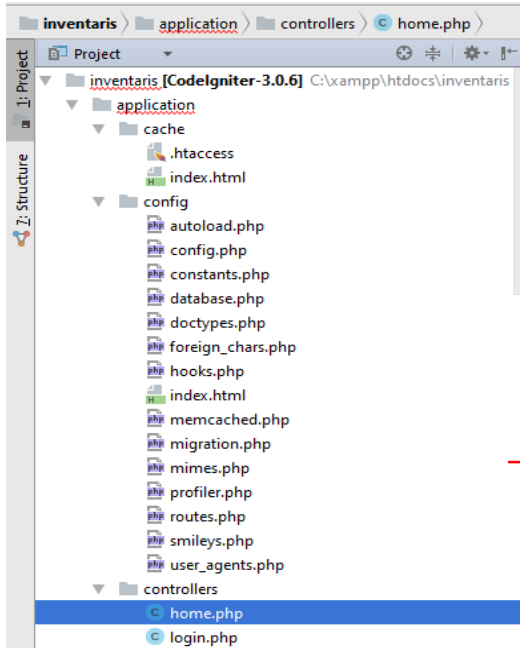 inventaris application controllers home.php
1: Project
7: Structure
Project
inventaris [CodeIgniter-3.0.6] C:\xampp\htdocs\inventaris
application
cache
.htaccess
index.html
config
autoload.php
config.php
constants.php
database.php
doctypes.php
foreign_chars.php
hooks.php
index.html
memcached.php
migration.php
mimes.php
profiler.php
routes.php
smileys.php
user_agents.php
controllers
home.php
login.php